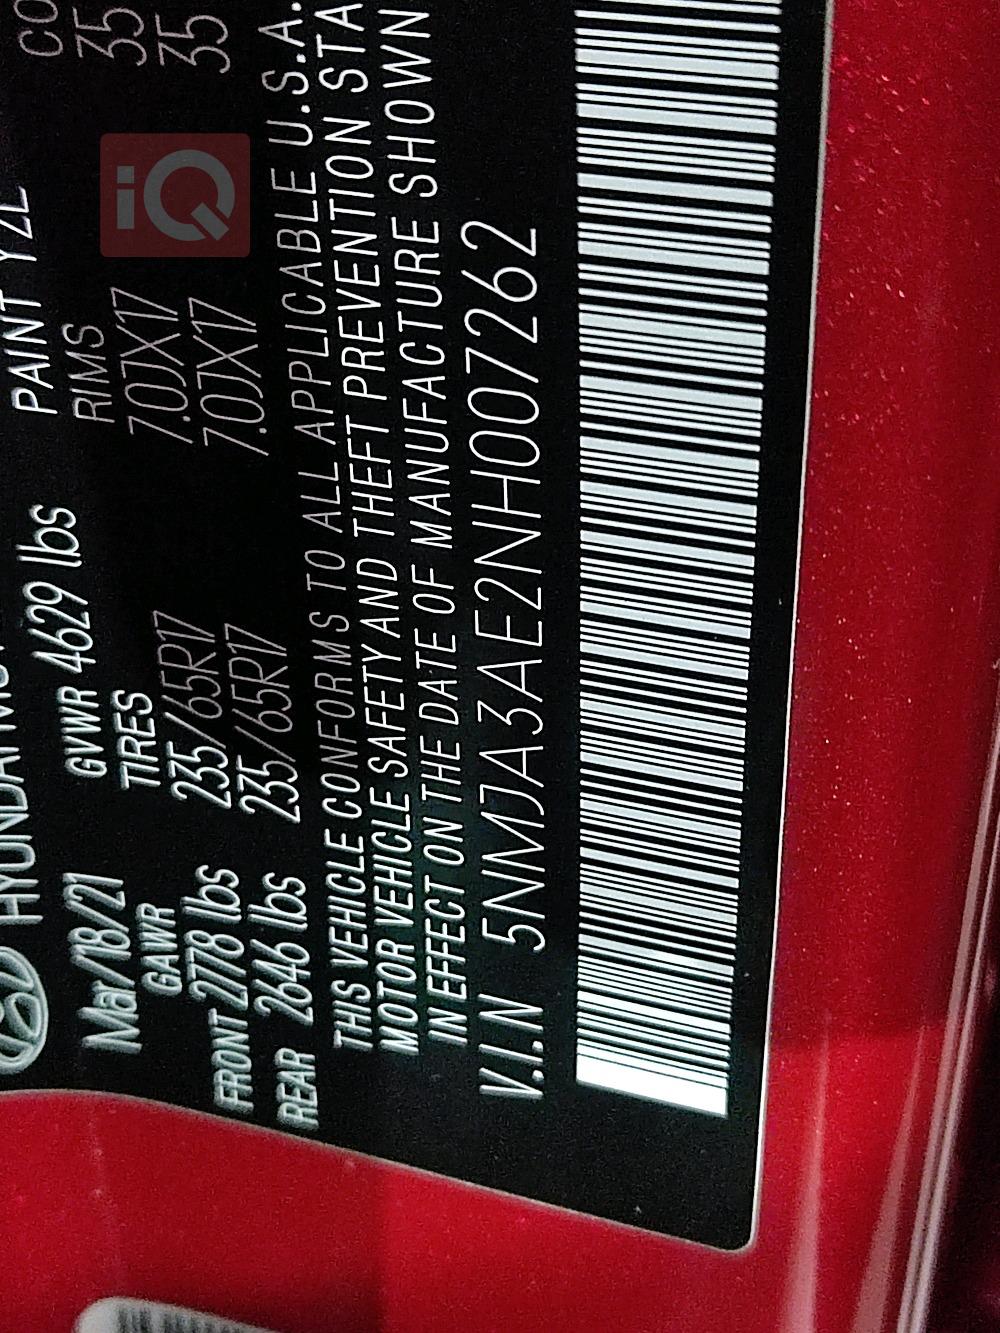 HYUNDAI MO
Mar/18/21 GVWR 4629 lbs PAINT YZL CO
GAWR TIRES RIMS
FRONT 2778 lbs 235/65R17 7.0JX17 35
REAR 2646 lbs 235/65R17 7.0JX17 35
THIS VEHICLE CONFORMS TO ALL APPLICABLE U.S.A.
MOTOR VEHICLE SAFETY AND THEFT PREVENTION STA
IN EFFECT ON THE DATE OF MANUFACTURE SHOWN
V.I.N 5NMJA3AE2NH007262
iQ